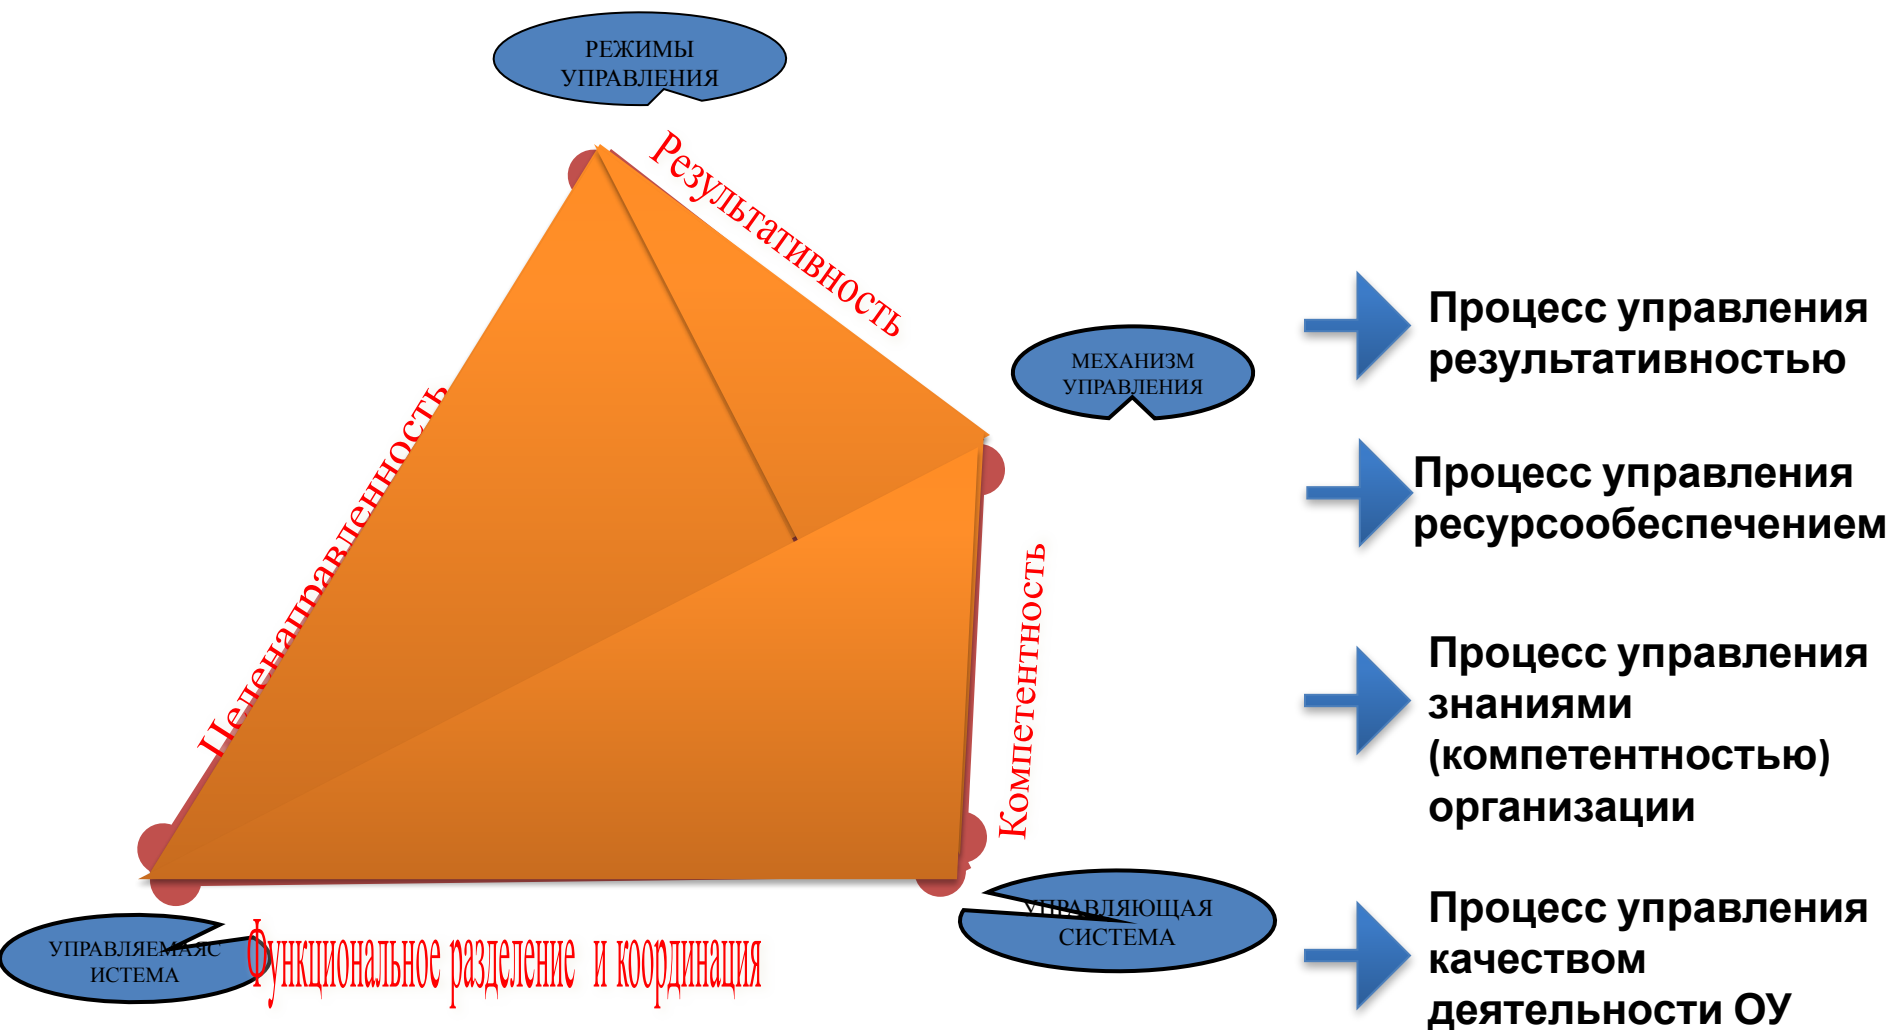 РЕЖИМЫ
УПРАВЛЕНИЯ
Результативность
МЕХАНИЗМ
УПРАВЛЕНИЯ
Целенаправленность
Компетентность
УПРАВЛЯЮЩАЯ
СИСТЕМА
УПРАВЛЯЕМАЯС
ИСТЕМА
Функциональное разделение и координация
Процесс управления
результативностью
Процесс управления
ресурсообеспечением
Процесс управления
знаниями
(компетентностью)
организации
Процесс управления
качеством
деятельности ОУ